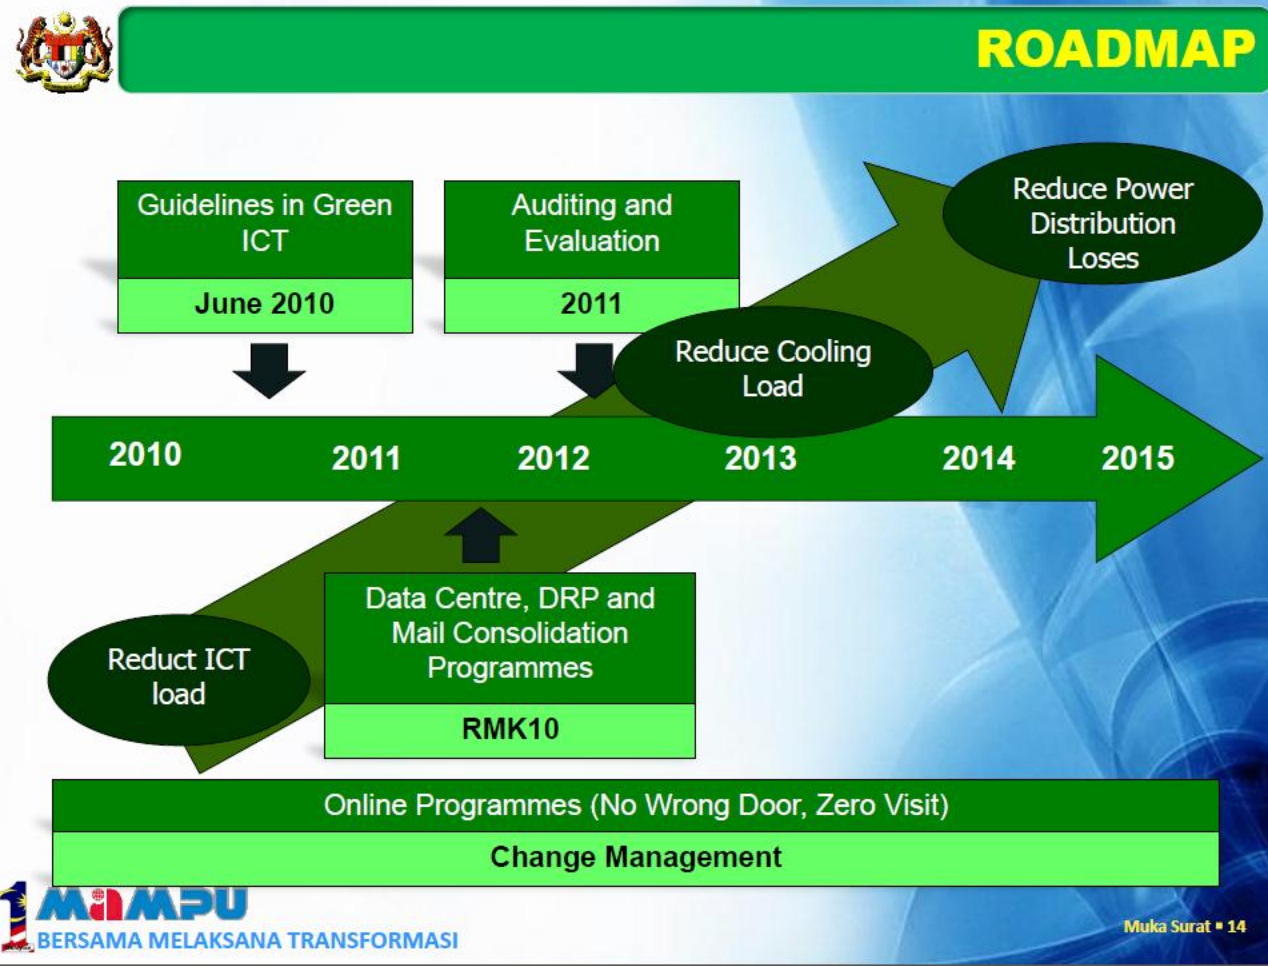 ROADMAP
Guidelines in Green
ICT
June 2010
Auditing and
Evaluation
2011
Reduce Power
Distribution
Loses
Reduce Cooling
Load
2010
2011
2012
2013
2014
2015
Reduct ICT
load
Data Centre, DRP and
Mail Consolidation
Programmes
RMK10
Online Programmes (No Wrong Door, Zero Visit)
Change Management
1 MAMPU
BERSAMA MELAKSANA TRANSFORMASI
Muka Surat ▪ 14